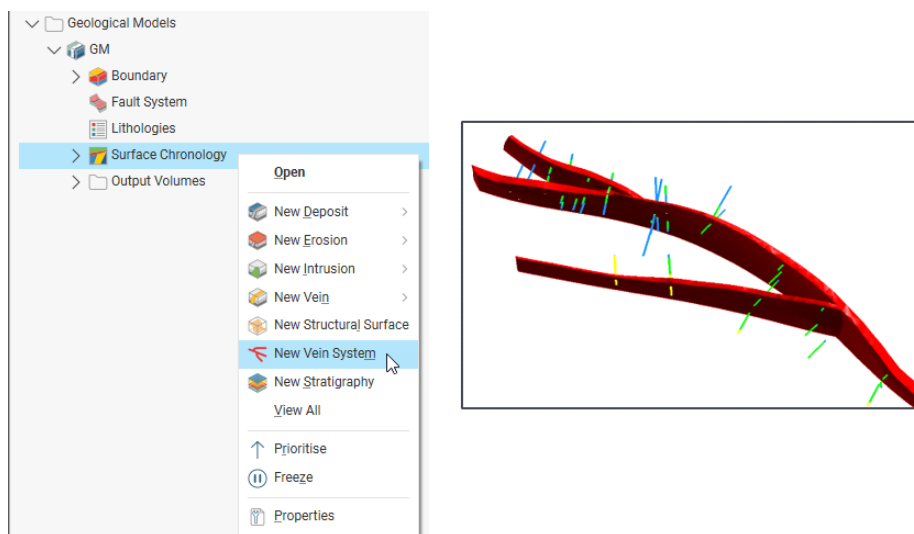 Geological Models
GM
Boundary
Fault System
Lithologies
Surface Chronology
Output Volumes
Open
New Deposit
New Erosion
New Intrusion
New Vein
New Structural Surface
New Vein System
New Stratigraphy
View All
Prioritise
Freeze
Properties